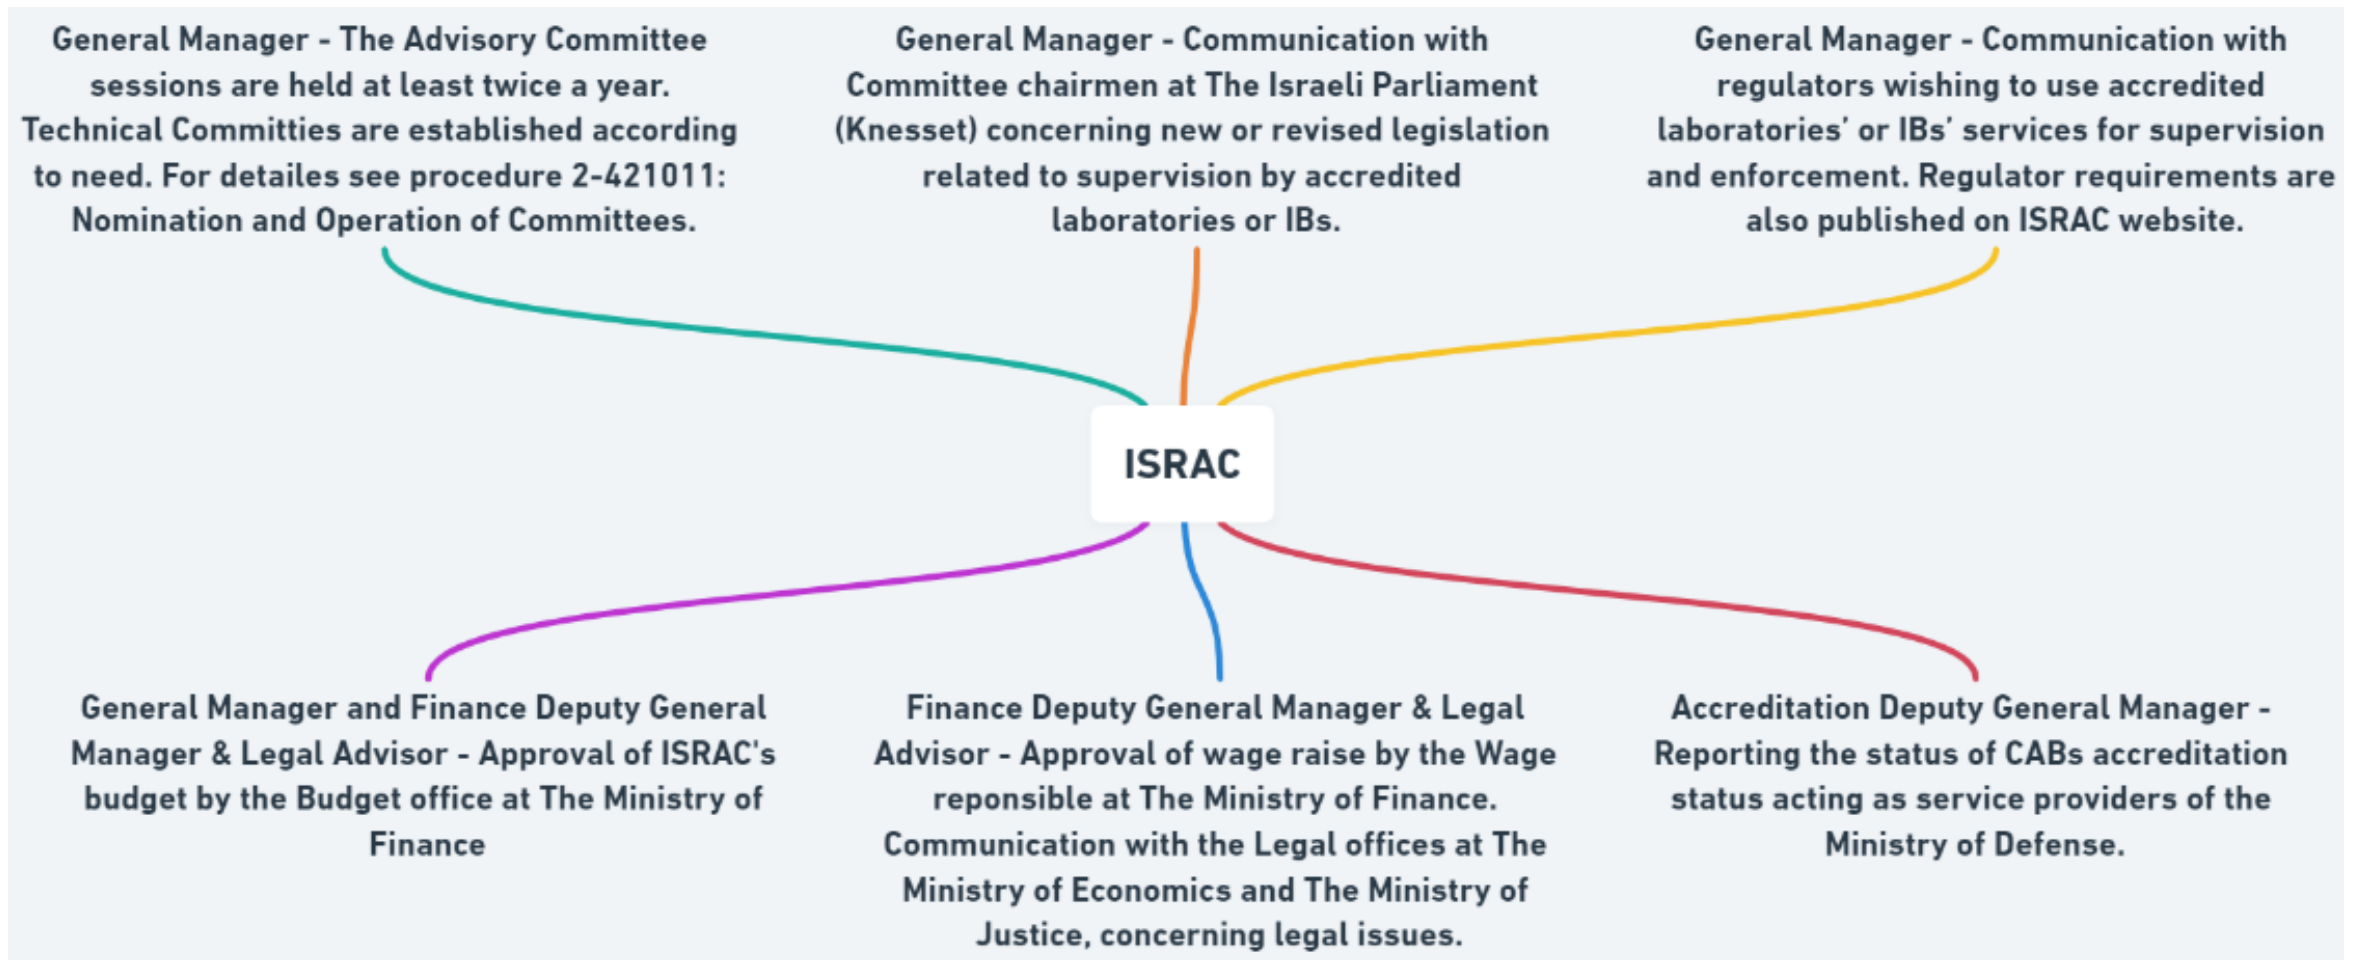 General Manager - The Advisory Committee
sessions are held at least twice a year.
Technical Committies are established according
to need. For detailes see procedure 2-421011:
Nomination and Operation of Committees.
General Manager - Communication with
Committee chairmen at The Israeli Parliament
(Knesset) concerning new or revised legislation
related to supervision by accredited
laboratories or IBs.
General Manager - Communication with
regulators wishing to use accredited
laboratories’ or IBs’ services for supervision
and enforcement. Regulator requirements are
also published on ISRAC website.
ISRAC
General Manager and Finance Deputy General
Manager & Legal Advisor - Approval of ISRAC's
budget by the Budget office at The Ministry of
Finance
Finance Deputy General Manager & Legal
Advisor - Approval of wage raise by the Wage
reponsible at The Ministry of Finance.
Communication with the Legal offices at The
Ministry of Economics and The Ministry of
Justice, concerning legal issues.
Accreditation Deputy General Manager -
Reporting the status of CABs accreditation
status acting as service providers of the
Ministry of Defense.